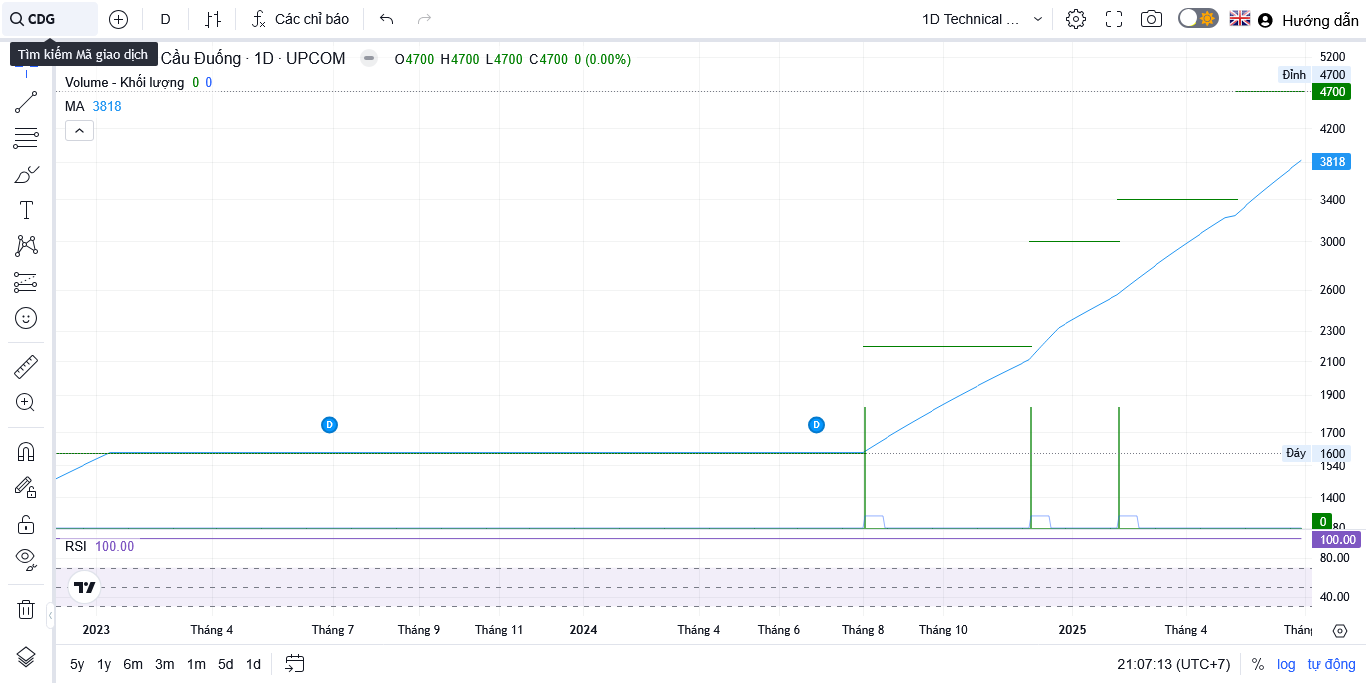 CDG D Các chỉ báo 1D Technical ... Hướng dẫn
Tìm kiếm Mã giao dịch
Cầu Đuống · 1D · UPCOM O4700 H4700 L4700 C4700 0 (0.00%)
Volume - Khối lượng 0 0
MA 3818
5200
Đỉnh 4700
4700
4200
3818
3400
3000
2600
2300
2100
1900
D D
1700
Đáy 1600
1540
1400
0
80
RSI 100.00
100.00
80.00
40.00
2023 Tháng 4 Tháng 7 Tháng 9 Tháng 11 2024 Tháng 4 Tháng 6 Tháng 8 Tháng 10 2025 Tháng 4 Thán
5y 1y 6m 3m 1m 5d 1d 21:07:13 (UTC+7) % log tự động